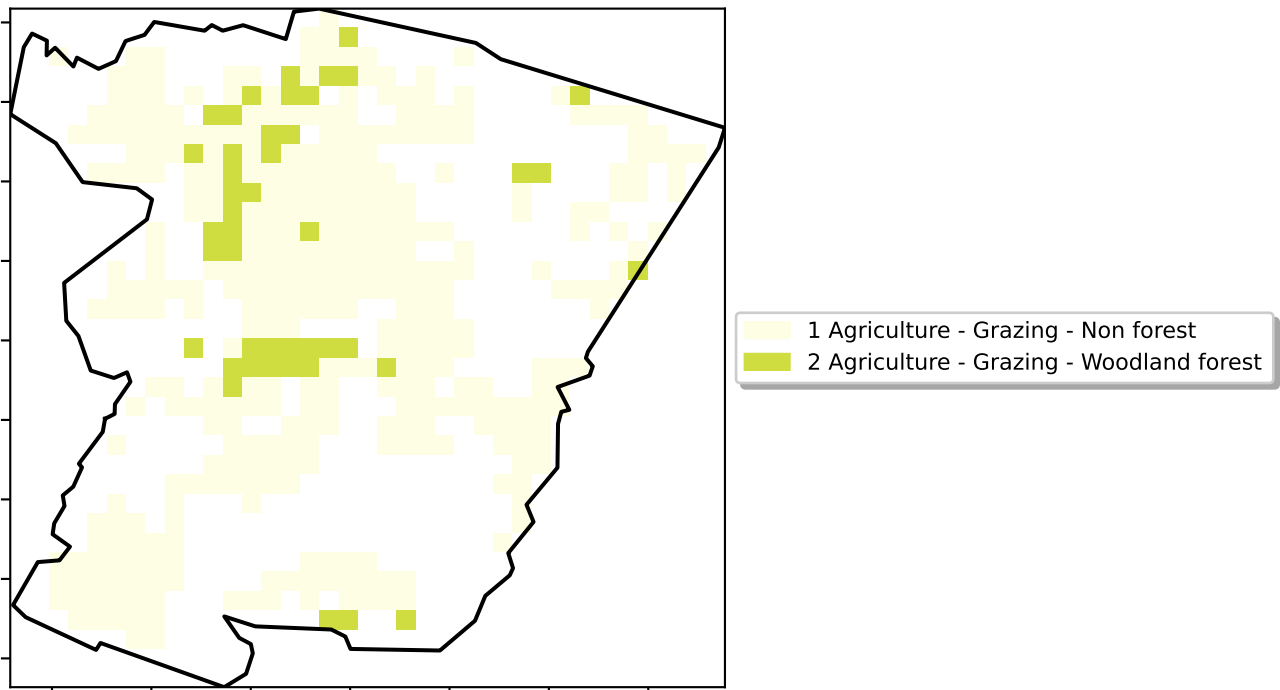 1 Agriculture - Grazing - Non forest
2 Agriculture - Grazing - Woodland forest